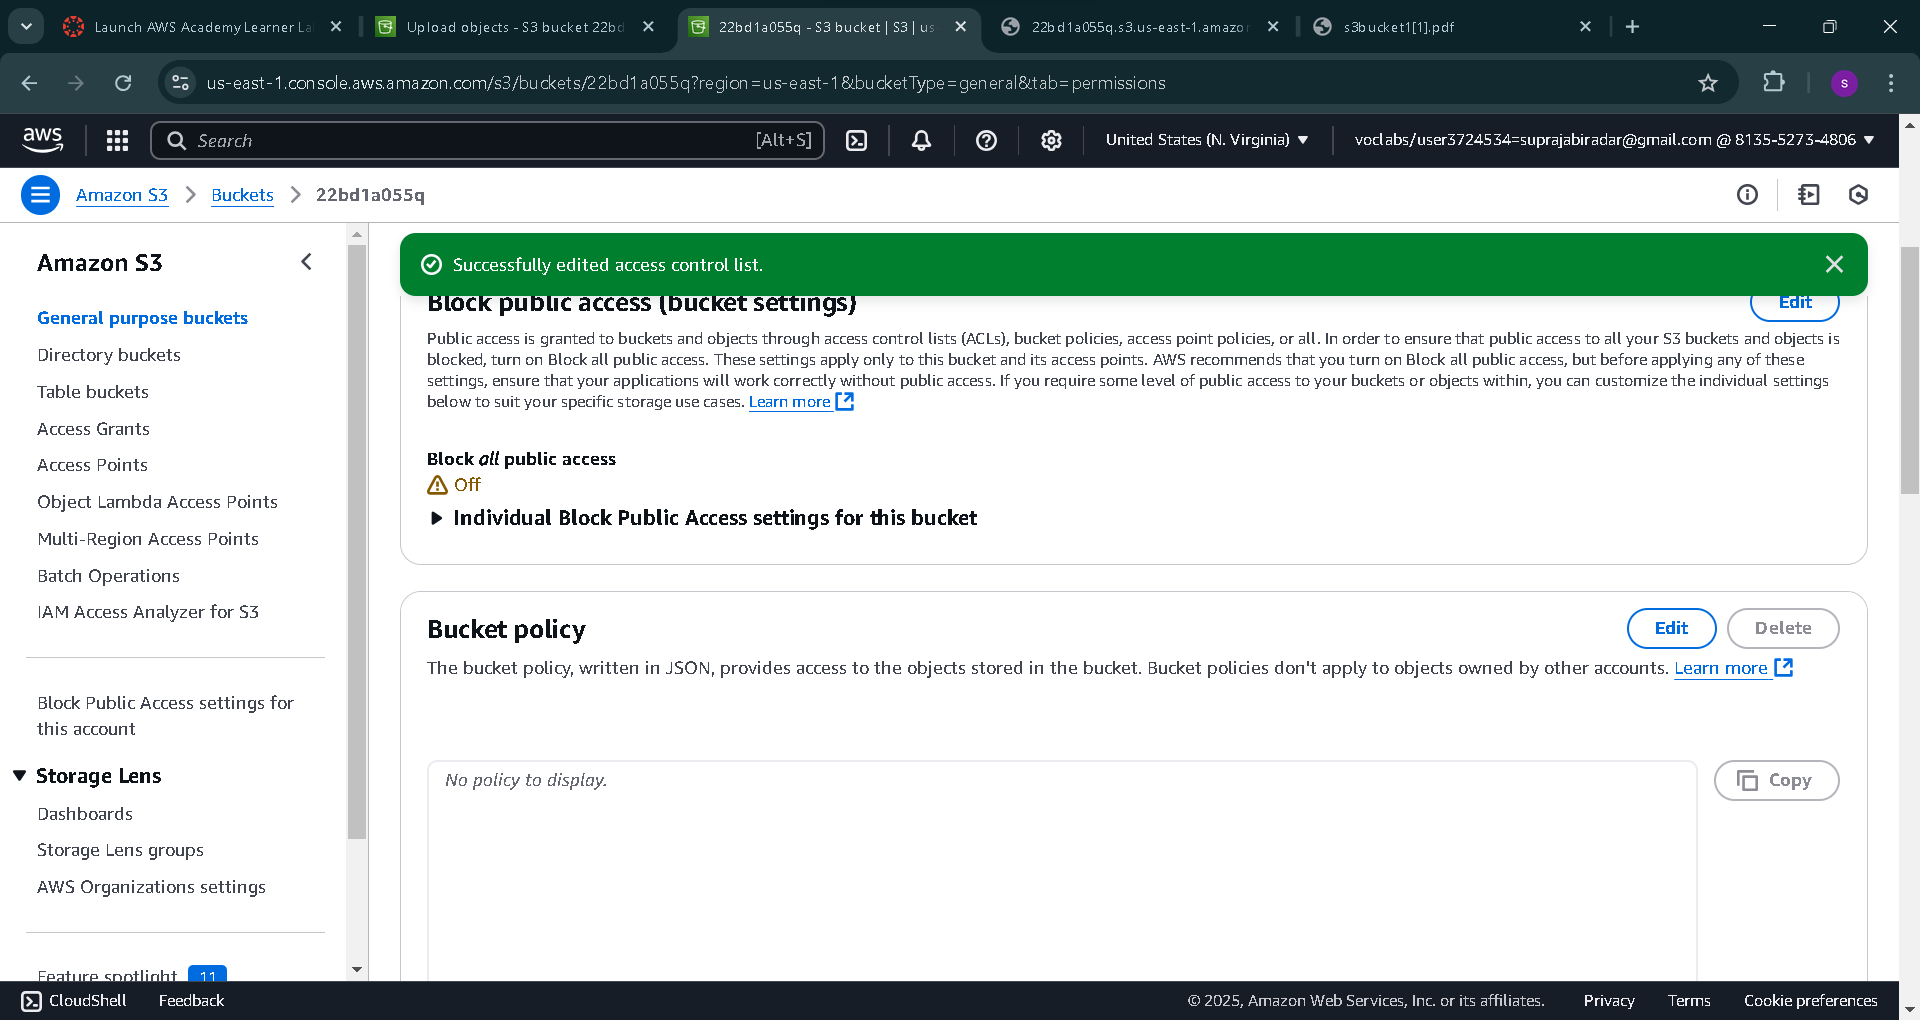 Launch AWS Academy Learner La
Upload objects - S3 bucket 22bd
22bd1a055q - S3 bucket | S3 | us-
22bd1a055q.s3.us-east-1.amazor
s3bucket1[1].pdf
us-east-1.console.aws.amazon.com/s3/buckets/22bd1a055q?region=us-east-1&bucketType=general&tab=permissions
s
aws
Search
[Alt+S]
United States (N. Virginia)
voclabs/user3724534=suprajabiradar@gmail.com @ 8135-5273-4806
Amazon S3
Buckets
22bd1a055q
Amazon S3
General purpose buckets
Directory buckets
Table buckets
Access Grants
Access Points
Object Lambda Access Points
Multi-Region Access Points
Batch Operations
IAM Access Analyzer for S3
Block Public Access settings for
this account
Storage Lens
Dashboards
Storage Lens groups
AWS Organizations settings
Feature spotlight 11
Successfully edited access control list.
Block public access (bucket settings)
Edit
Public access is granted to buckets and objects through access control lists (ACLs), bucket policies, access point policies, or all. In order to ensure that public access to all your S3 buckets and objects is
blocked, turn on Block all public access. These settings apply only to this bucket and its access points. AWS recommends that you turn on Block all public access, but before applying any of these
settings, ensure that your applications will work correctly without public access. If you require some level of public access to your buckets or objects within, you can customize the individual settings
below to suit your specific storage use cases. Learn more
Block all public access
Off
Individual Block Public Access settings for this bucket
Bucket policy
Edit
Delete
The bucket policy, written in JSON, provides access to the objects stored in the bucket. Bucket policies don't apply to objects owned by other accounts. Learn more
No policy to display.
Copy
CloudShell
Feedback
© 2025, Amazon Web Services, Inc. or its affiliates.
Privacy
Terms
Cookie preferences